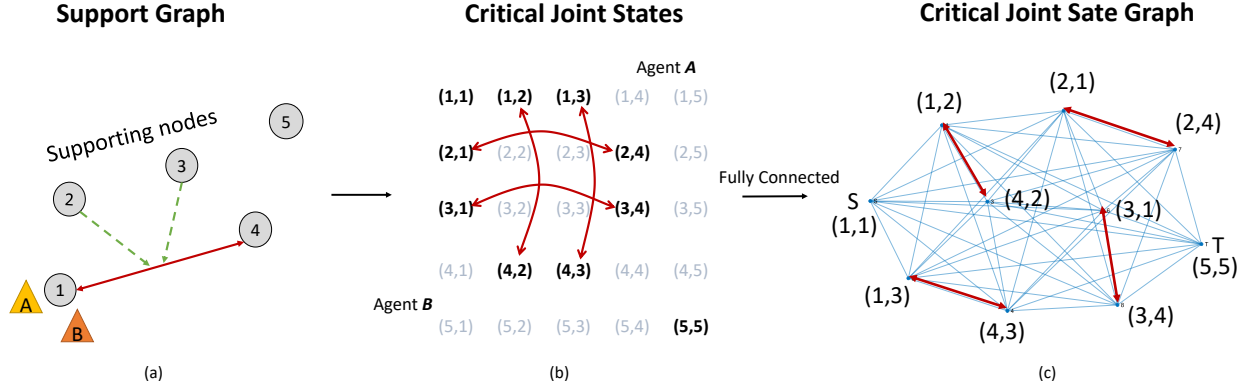 Support Graph
Critical Joint States
Critical Joint Sate Graph
Supporting nodes
5
3
2
4
1
A
B
(a)
Agent A
(1,1) (1,2) (1,3) (1,4) (1,5)
(2,1) (2,2) (2,3) (2,4) (2,5)
(3,1) (3,2) (3,3) (3,4) (3,5)
(4,1) (4,2) (4,3) (4,4) (4,5)
Agent B
(5,1) (5,2) (5,3) (5,4) (5,5)
(b)
Fully Connected
(2,1)
(1,2)
(2,4)
S
(1,1)
(4,2)
(3,1)
T
(5,5)
(1,3)
(4,3)
(3,4)
(c)